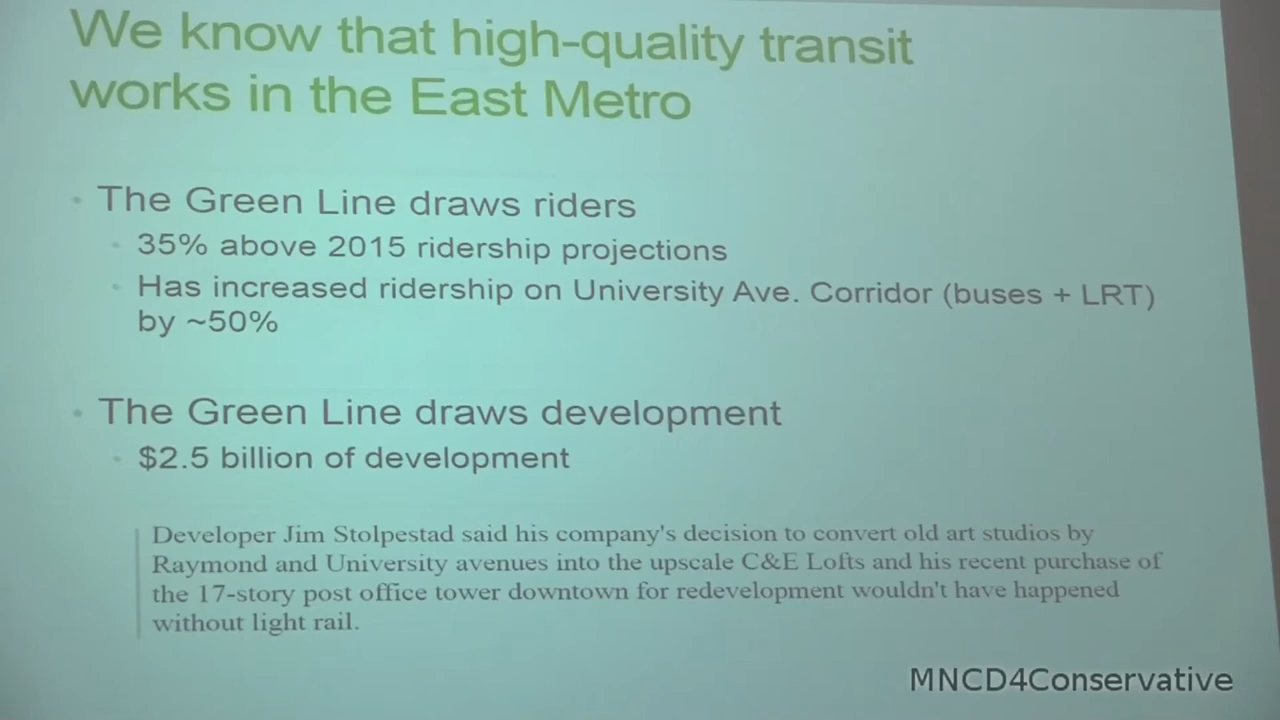 We know that high-quality transit
works in the East Metro
• The Green Line draws riders
• 35% above 2015 ridership projections
• Has increased ridership on University Ave. Corridor (buses + LRT)
by ~50%
• The Green Line draws development
• $2.5 billion of development
Developer Jim Stolpestad said his company's decision to convert old art studios by
Raymond and University avenues into the upscale C&E Lofts and his recent purchase of
the 17-story post office tower downtown for redevelopment wouldn't have happened
without light rail.
MNCD4Conservative